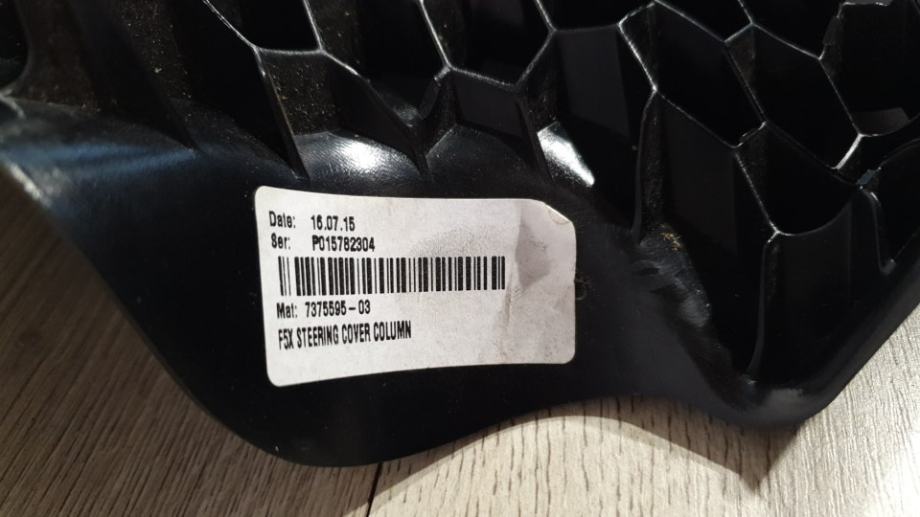 Date: 16.07.15
Ser: P015782304
Mat: 7375595-03
F5X STEERING COVER COLUMN